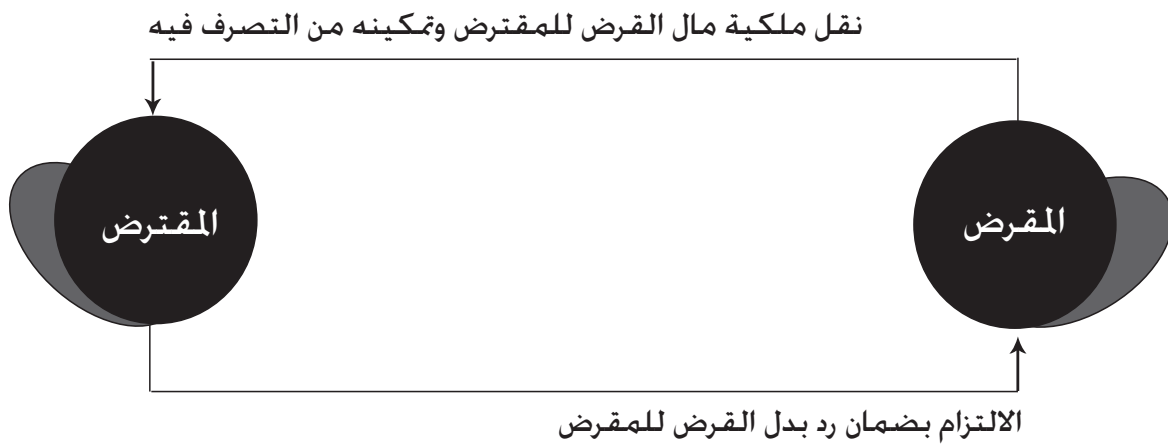 نقل ملكية مال القرض للمقترض وتمكينه من التصرف فيه
المقرض
المقترض
الالتزام بضمان رد بدل القرض للمقرض